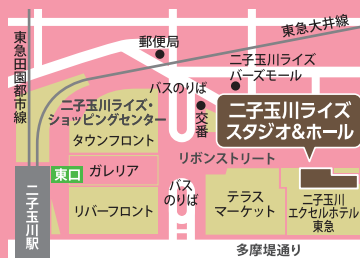 東急大井線
東急田園都市線
郵便局
二子玉川ライズ
バーズモール
バスのりば
二子玉川ライズ・
ショッピングセンター
交番
二子玉川ライズ
スタジオ&ホール
タウンフロント
リボンストリート
東口
ガレリア
バス
のりば
二子玉川駅
リバーフロント
テラス
マーケット
二子玉川
エクセルホテル
東急
多摩堤通り